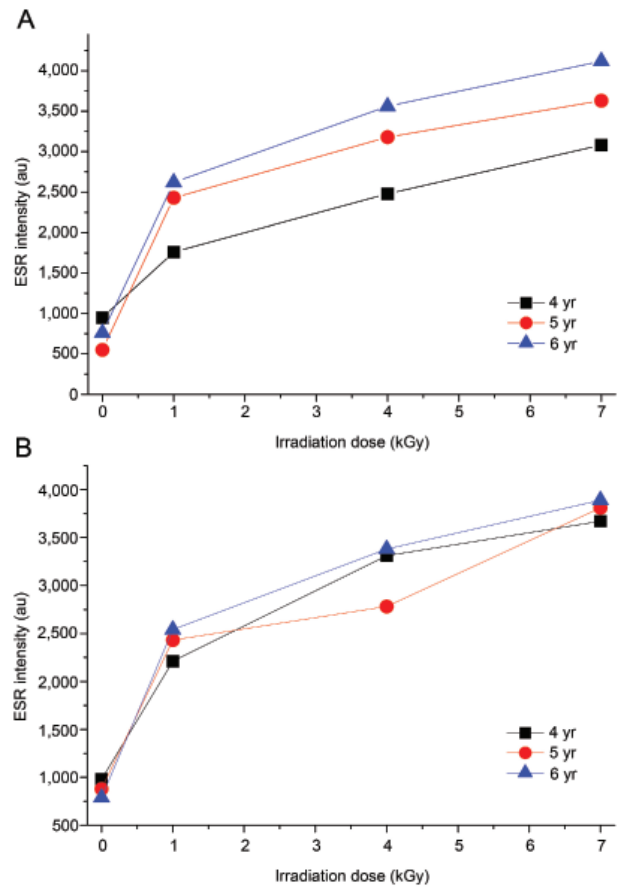 A
4,000
3,500
3,000
2,500
2,000
1,500
1,000
500
0
ESR intensity (au)
4 yr
5 yr
6 yr
0 1 2 3 4 5 6 7
Irradiation dose (kGy)
B
4,000
3,500
3,000
2,500
2,000
1,500
1,000
500
ESR intensity (au)
4 yr
5 yr
6 yr
0 1 2 3 4 5 6 7
Irradiation dose (kGy)